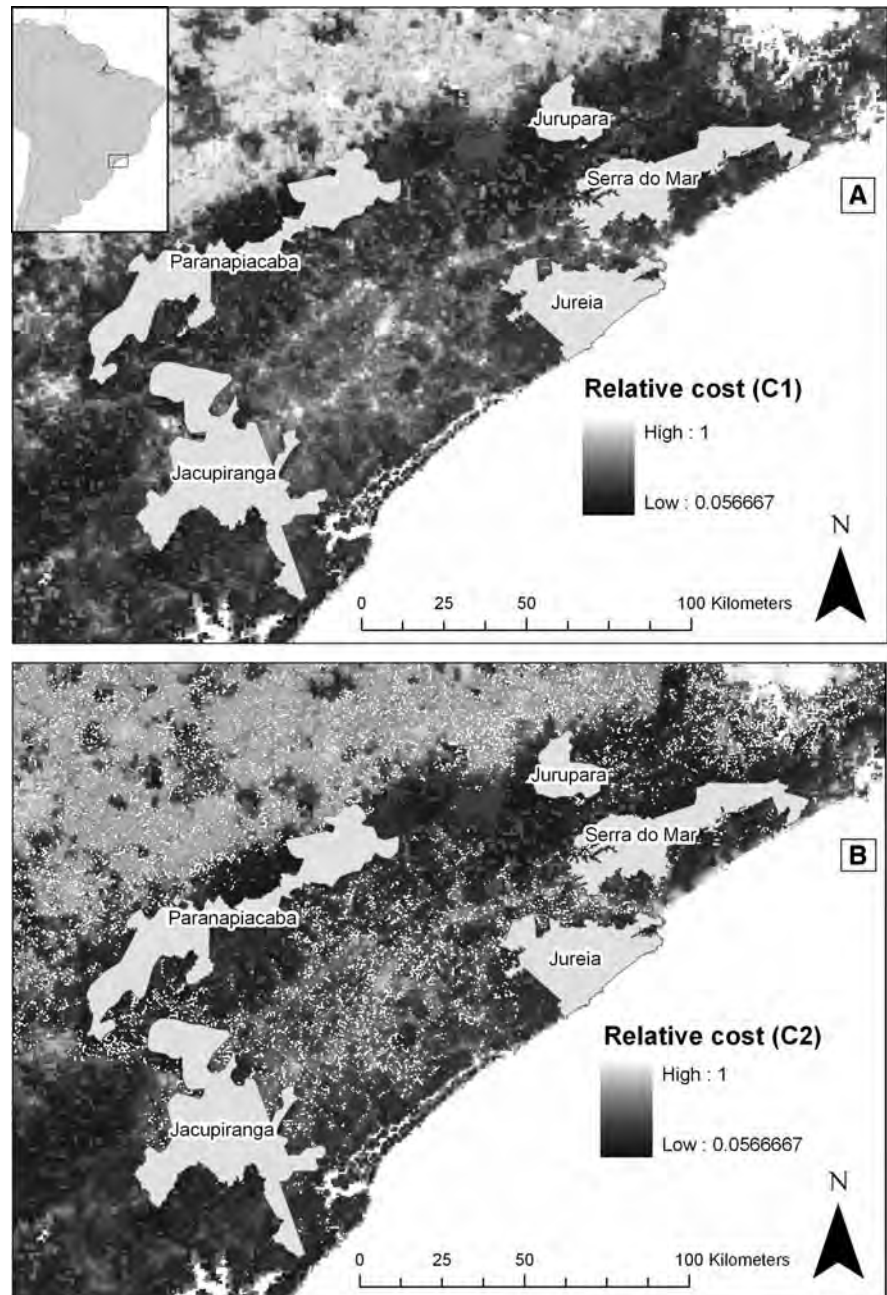 Jurupara
Serra do Mar
A
Paranapiacaba
Jureia
Relative cost (C1)
High : 1
Jacupiranga
Low : 0.056667
N
0 25 50 100 Kilometers
Jurupara
Serra do Mar
B
Paranapiacaba
Jureia
Relative cost (C2)
High : 1
Jacupiranga
Low : 0.0566667
N
0 25 50 100 Kilometers